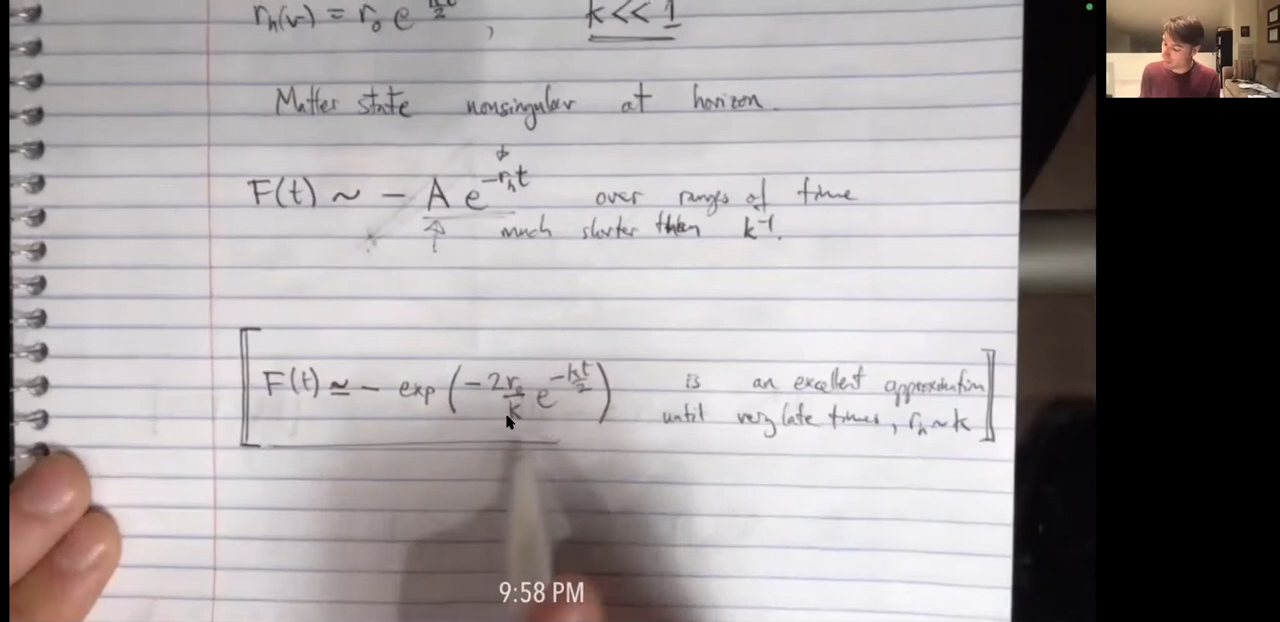 r_h(v) = r_0 e^{-kv/2} , k << 1
Matter state nonsingular at horizon.
F(t) ~ - A e^{-r_h t} over ranges of time
much shorter than k^{-1}.
F(t) ≃ - exp(-2r_0/k e^{-kt/2}) is an excellent approximation
until very late times, r_h ~ k
9:58 PM